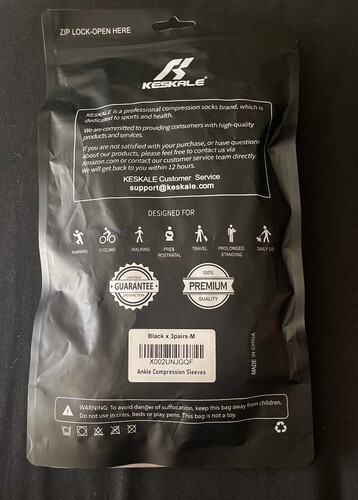 ZIP LOCK-OPEN HERE
KESKALE
KESKALE is a professional compression socks brand, which is
dedicated to sports and health.
We are committed to providing consumers with high-quality
products and services.
If you are not satisfied with your purchase, or have questions
about our products, please feel free to contact us via
Amazon.com or contact our customer service team directly.
We will get back to you within 12 hours.
KESKALE Customer Service
support@keskale.com
DESIGNED FOR
RUNNING
CYCLING
WALKING
PRE&
POSTNATAL
TRAVEL
PROLONGED
STANDING
DAILY USE
LIFETIME
GUARANTEE
SATISFACTION
100%
PREMIUM
QUALITY
Black x 3pairs-M
X002UNJGQF
Ankle Compression Sleeves
MADE IN CHINA
WARNING: To avoid danger of suffocation, keep this bag away from children.
Do not use in cribs, beds or play pens. This bag is not a toy.